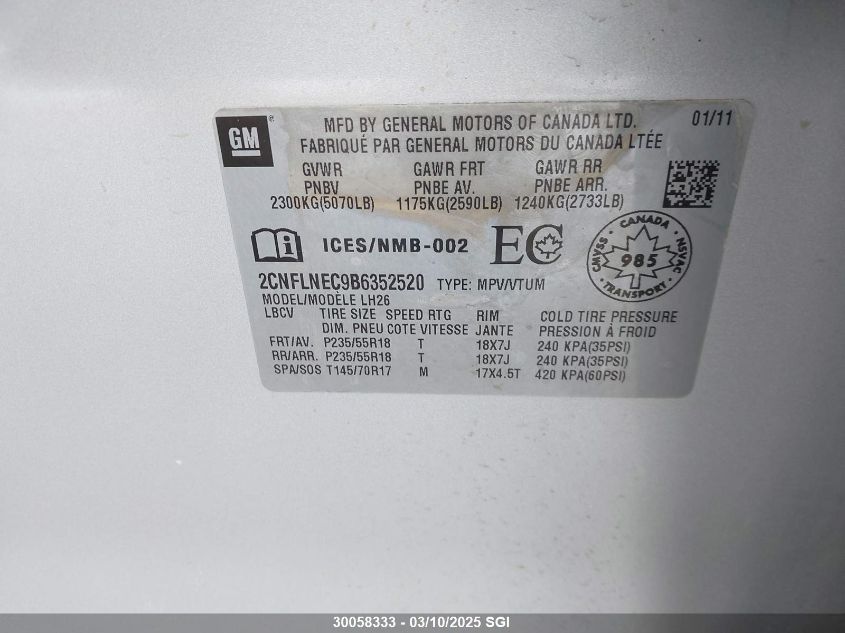 GM
MFD BY GENERAL MOTORS OF CANADA LTD. 01/11
FABRIQUÉ PAR GENERAL MOTORS DU CANADA LTÉE
GVWR GAWR FRT GAWR RR
PNBV PNBE AV. PNBE ARR.
2300KG(5070LB) 1175KG(2590LB) 1240KG(2733LB)
ICES/NMB-002 EC
CANADA CMVSS NSVAC 985
2CNFLNEC9B6352520 TYPE: MPV/VTUM
MODEL/MODÈLE LH26
LBCV TIRE SIZE SPEED RTG RIM COLD TIRE PRESSURE
DIM. PNEU COTE VITESSE JANTE PRESSION À FROID
FRT/AV. P235/55R18 T 18X7J 240 KPA(35PSI)
RR/ARR. P235/55R18 T 18X7J 240 KPA(35PSI)
SPA/SOS T145/70R17 M 17X4.5T 420 KPA(60PSI)
30058333 — 03/10/2025 SGI